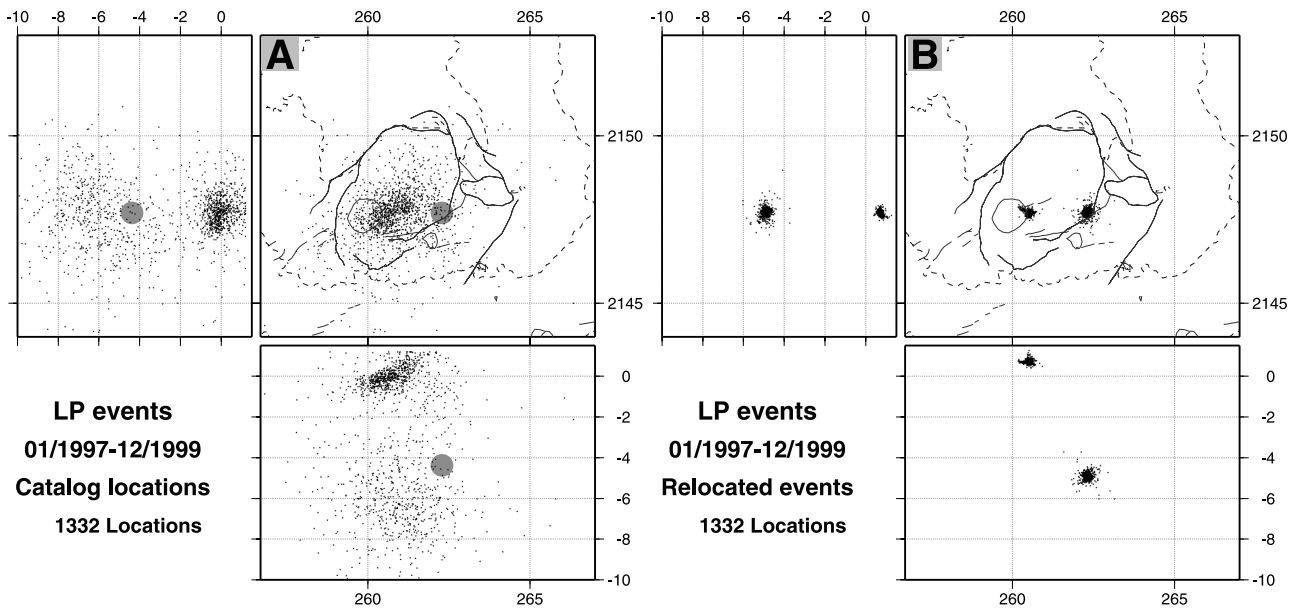 -10 -8 -6 -4 -2 0 260 265 -10 -8 -6 -4 -2 0 260 265
A B
2150 2150
2145 2145
0 0
-2 -2
LP events LP events
01/1997-12/1999 01/1997-12/1999
-4 -4
Catalog locations Relocated events
-6 -6
1332 Locations 1332 Locations
-8 -8
-10 -10
260 265 260 265